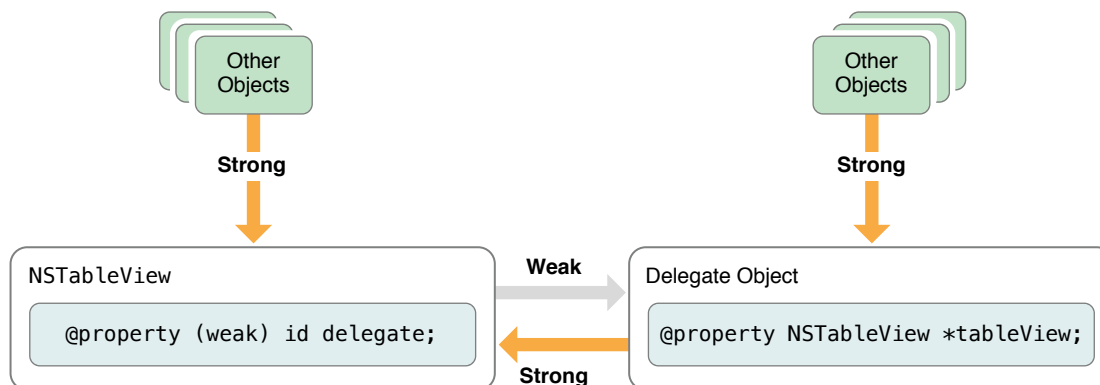 Other
Objects
Other
Objects
Strong
Strong
NSTableView
@property (weak) id delegate;
Weak
Strong
Delegate Object
@property NSTableView *tableView;